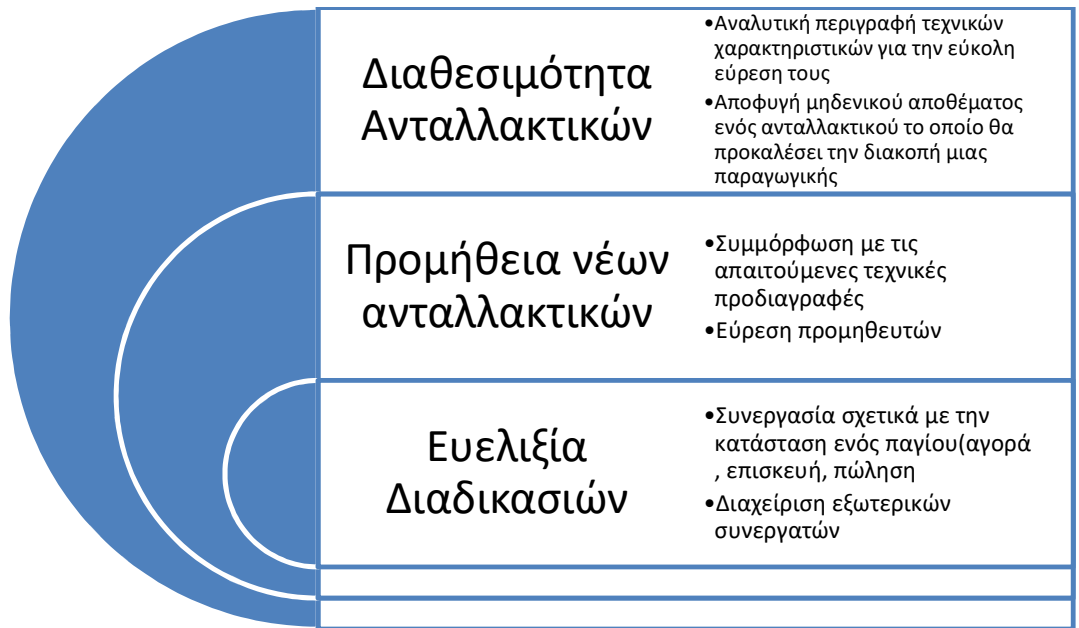 Διαθεσιμότητα
Ανταλλακτικών
•Αναλυτική περιγραφή τεχνικών
χαρακτηριστικών για την εύκολη
εύρεση τους
•Αποφυγή μηδενικού αποθέματος
ενός ανταλλακτικού το οποίο θα
προκαλέσει την διακοπή μιας
παραγωγικής
Προμήθεια νέων
ανταλλακτικών
•Συμμόρφωση με τις
απαιτούμενες τεχνικές
προδιαγραφές
•Εύρεση προμηθευτών
Ευελιξία
Διαδικασιών
•Συνεργασία σχετικά με την
κατάσταση ενός παγίου(αγορά
, επισκευή, πώληση
•Διαχείριση εξωτερικών
συνεργατών